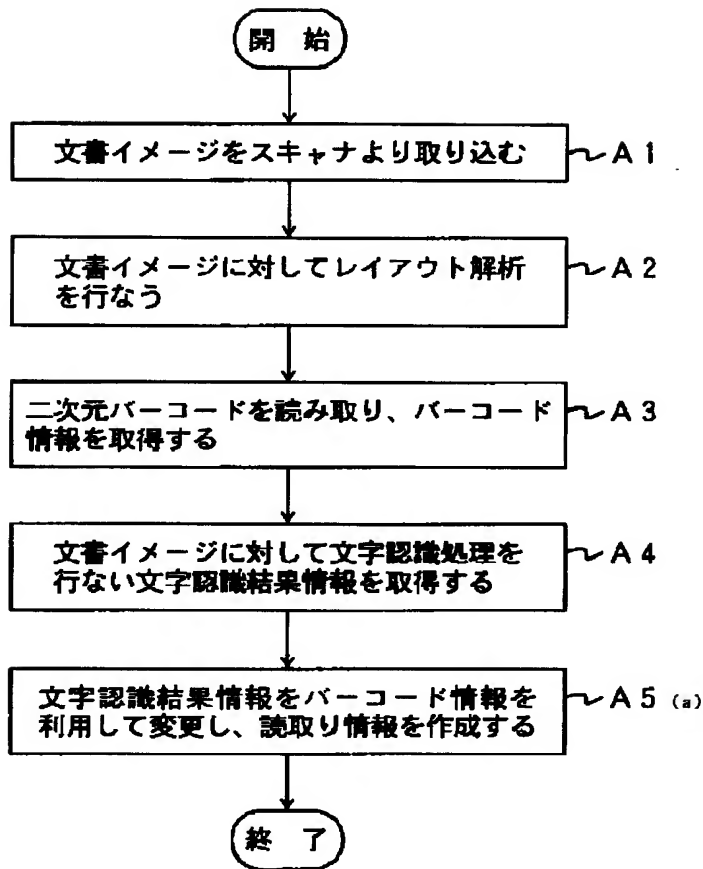 開 始
文書イメージをスキャナより取り込む
A1
文書イメージに対してレイアウト解析
を行なう
A2
二次元バーコードを読み取り、バーコード
情報を取得する
A3
文書イメージに対して文字認識処理を
行ない文字認識結果情報を取得する
A4
文字認識結果情報をバーコード情報を
利用して変更し、読取り情報を作成する
A5 (a)
終 了